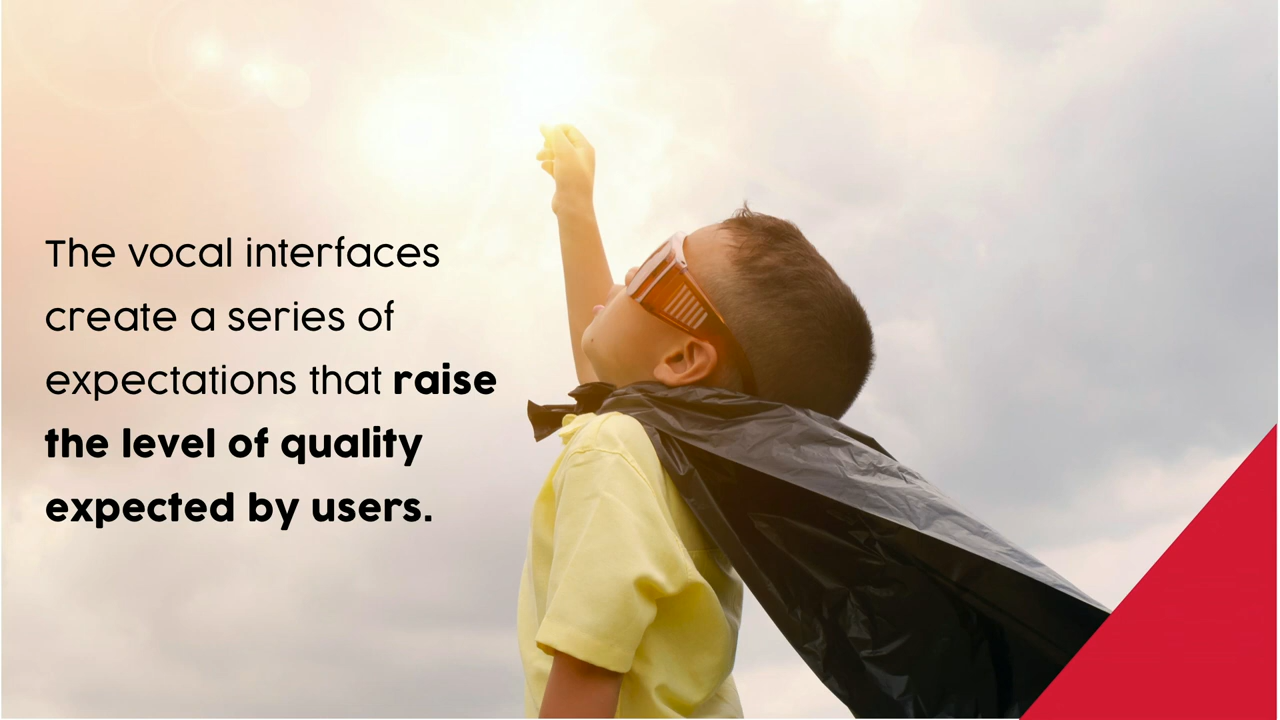 The vocal interfaces
create a series of
expectations that raise
the level of quality
expected by users.